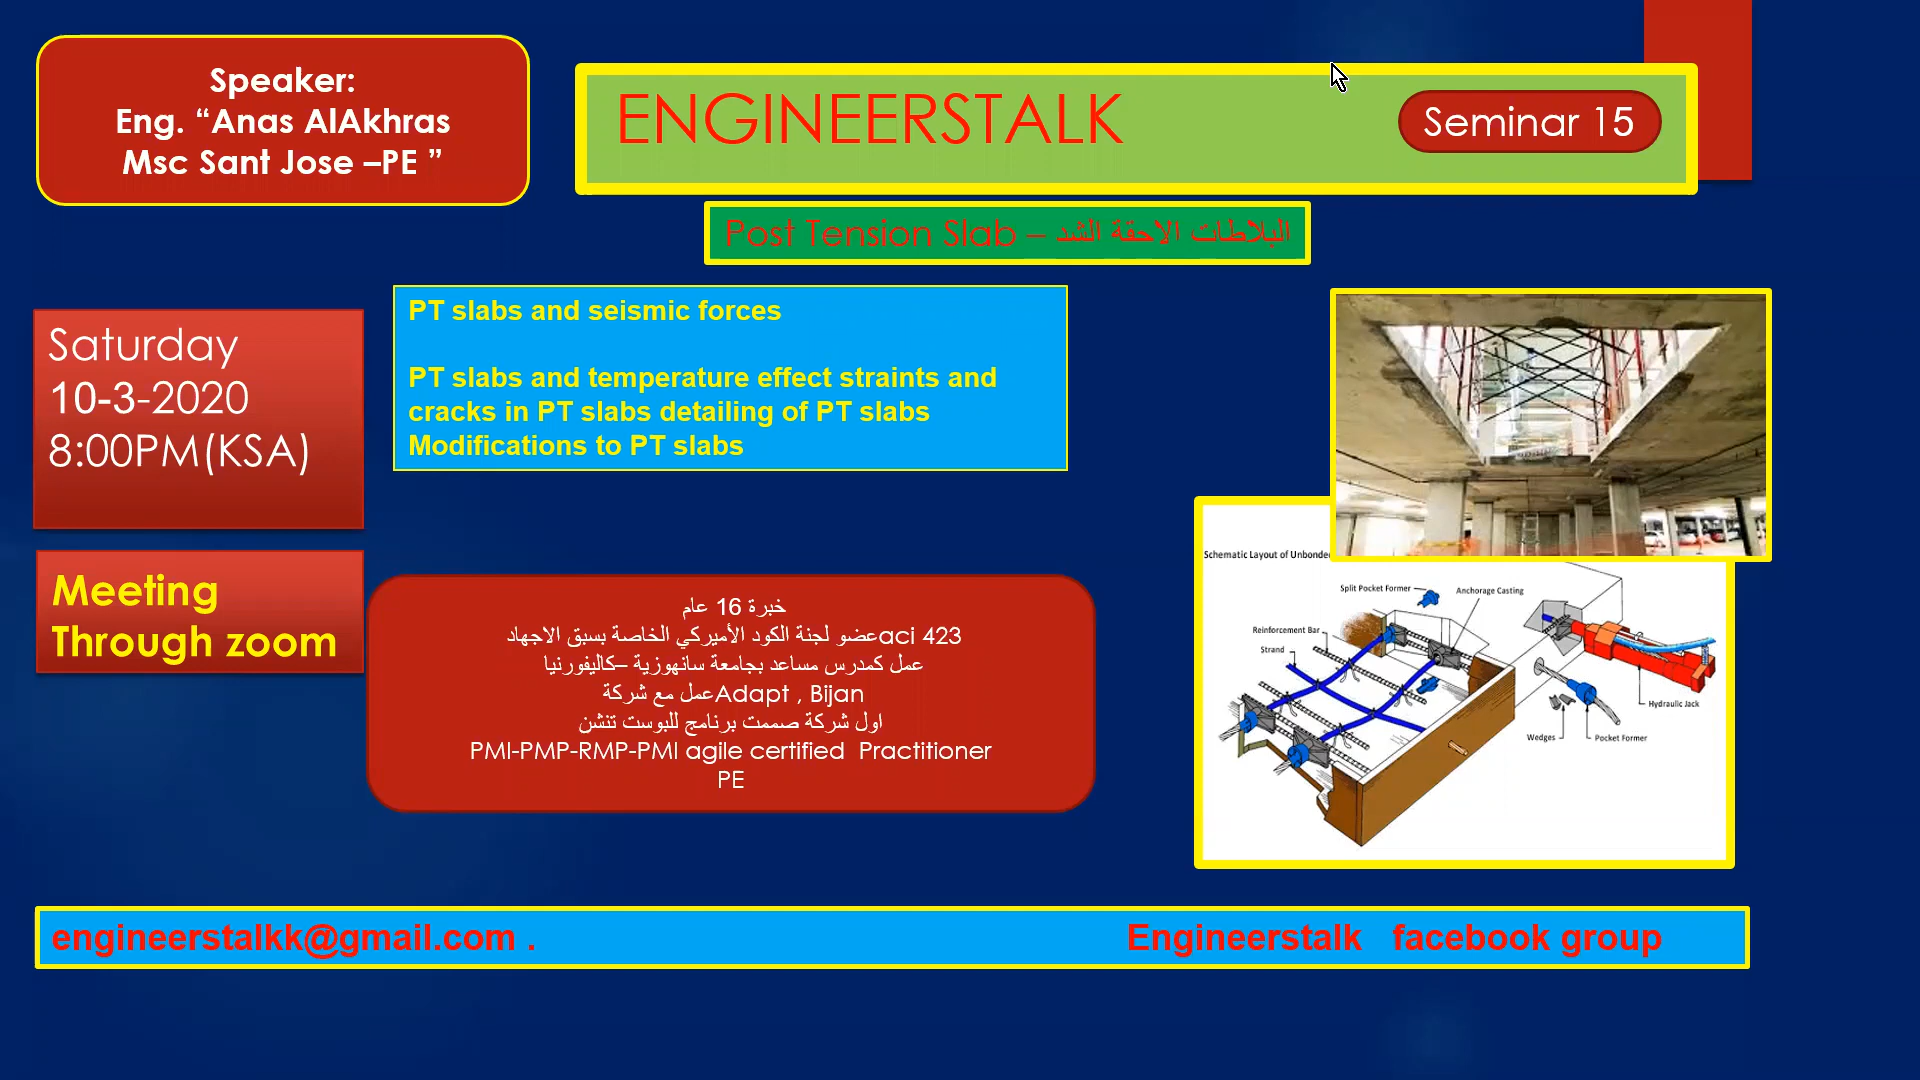 Speaker:
Eng. “Anas AlAkhras
Msc Sant Jose –PE ”
ENGINEERSTALK
Seminar 15
Post Tension Slab – البلاطات الاحقة الشد
Saturday
10-3-2020
8:00PM(KSA)
PT slabs and seismic forces
PT slabs and temperature effect straints and
cracks in PT slabs detailing of PT slabs
Modifications to PT slabs
Meeting
Through zoom
خبرة 16 عام
عضو لجنة الكود الأميركي الخاصة بسبق الاجهادaci 423
عمل كمدرس مساعد بجامعة سانهوزية –كاليفورنيا
عمل مع شركةAdapt , Bijan
اول شركة صممت برنامج للبوست تنشن
PMI-PMP-RMP-PMI agile certified  Practitioner
PE
Schematic Layout of Unbonde
Split Pocket Former
Anchorage Casting
Reinforcement Bar
Strand
Hydraulic Jack
Wedges
Pocket Former
engineerstalkk@gmail.com .
Engineerstalk   facebook group